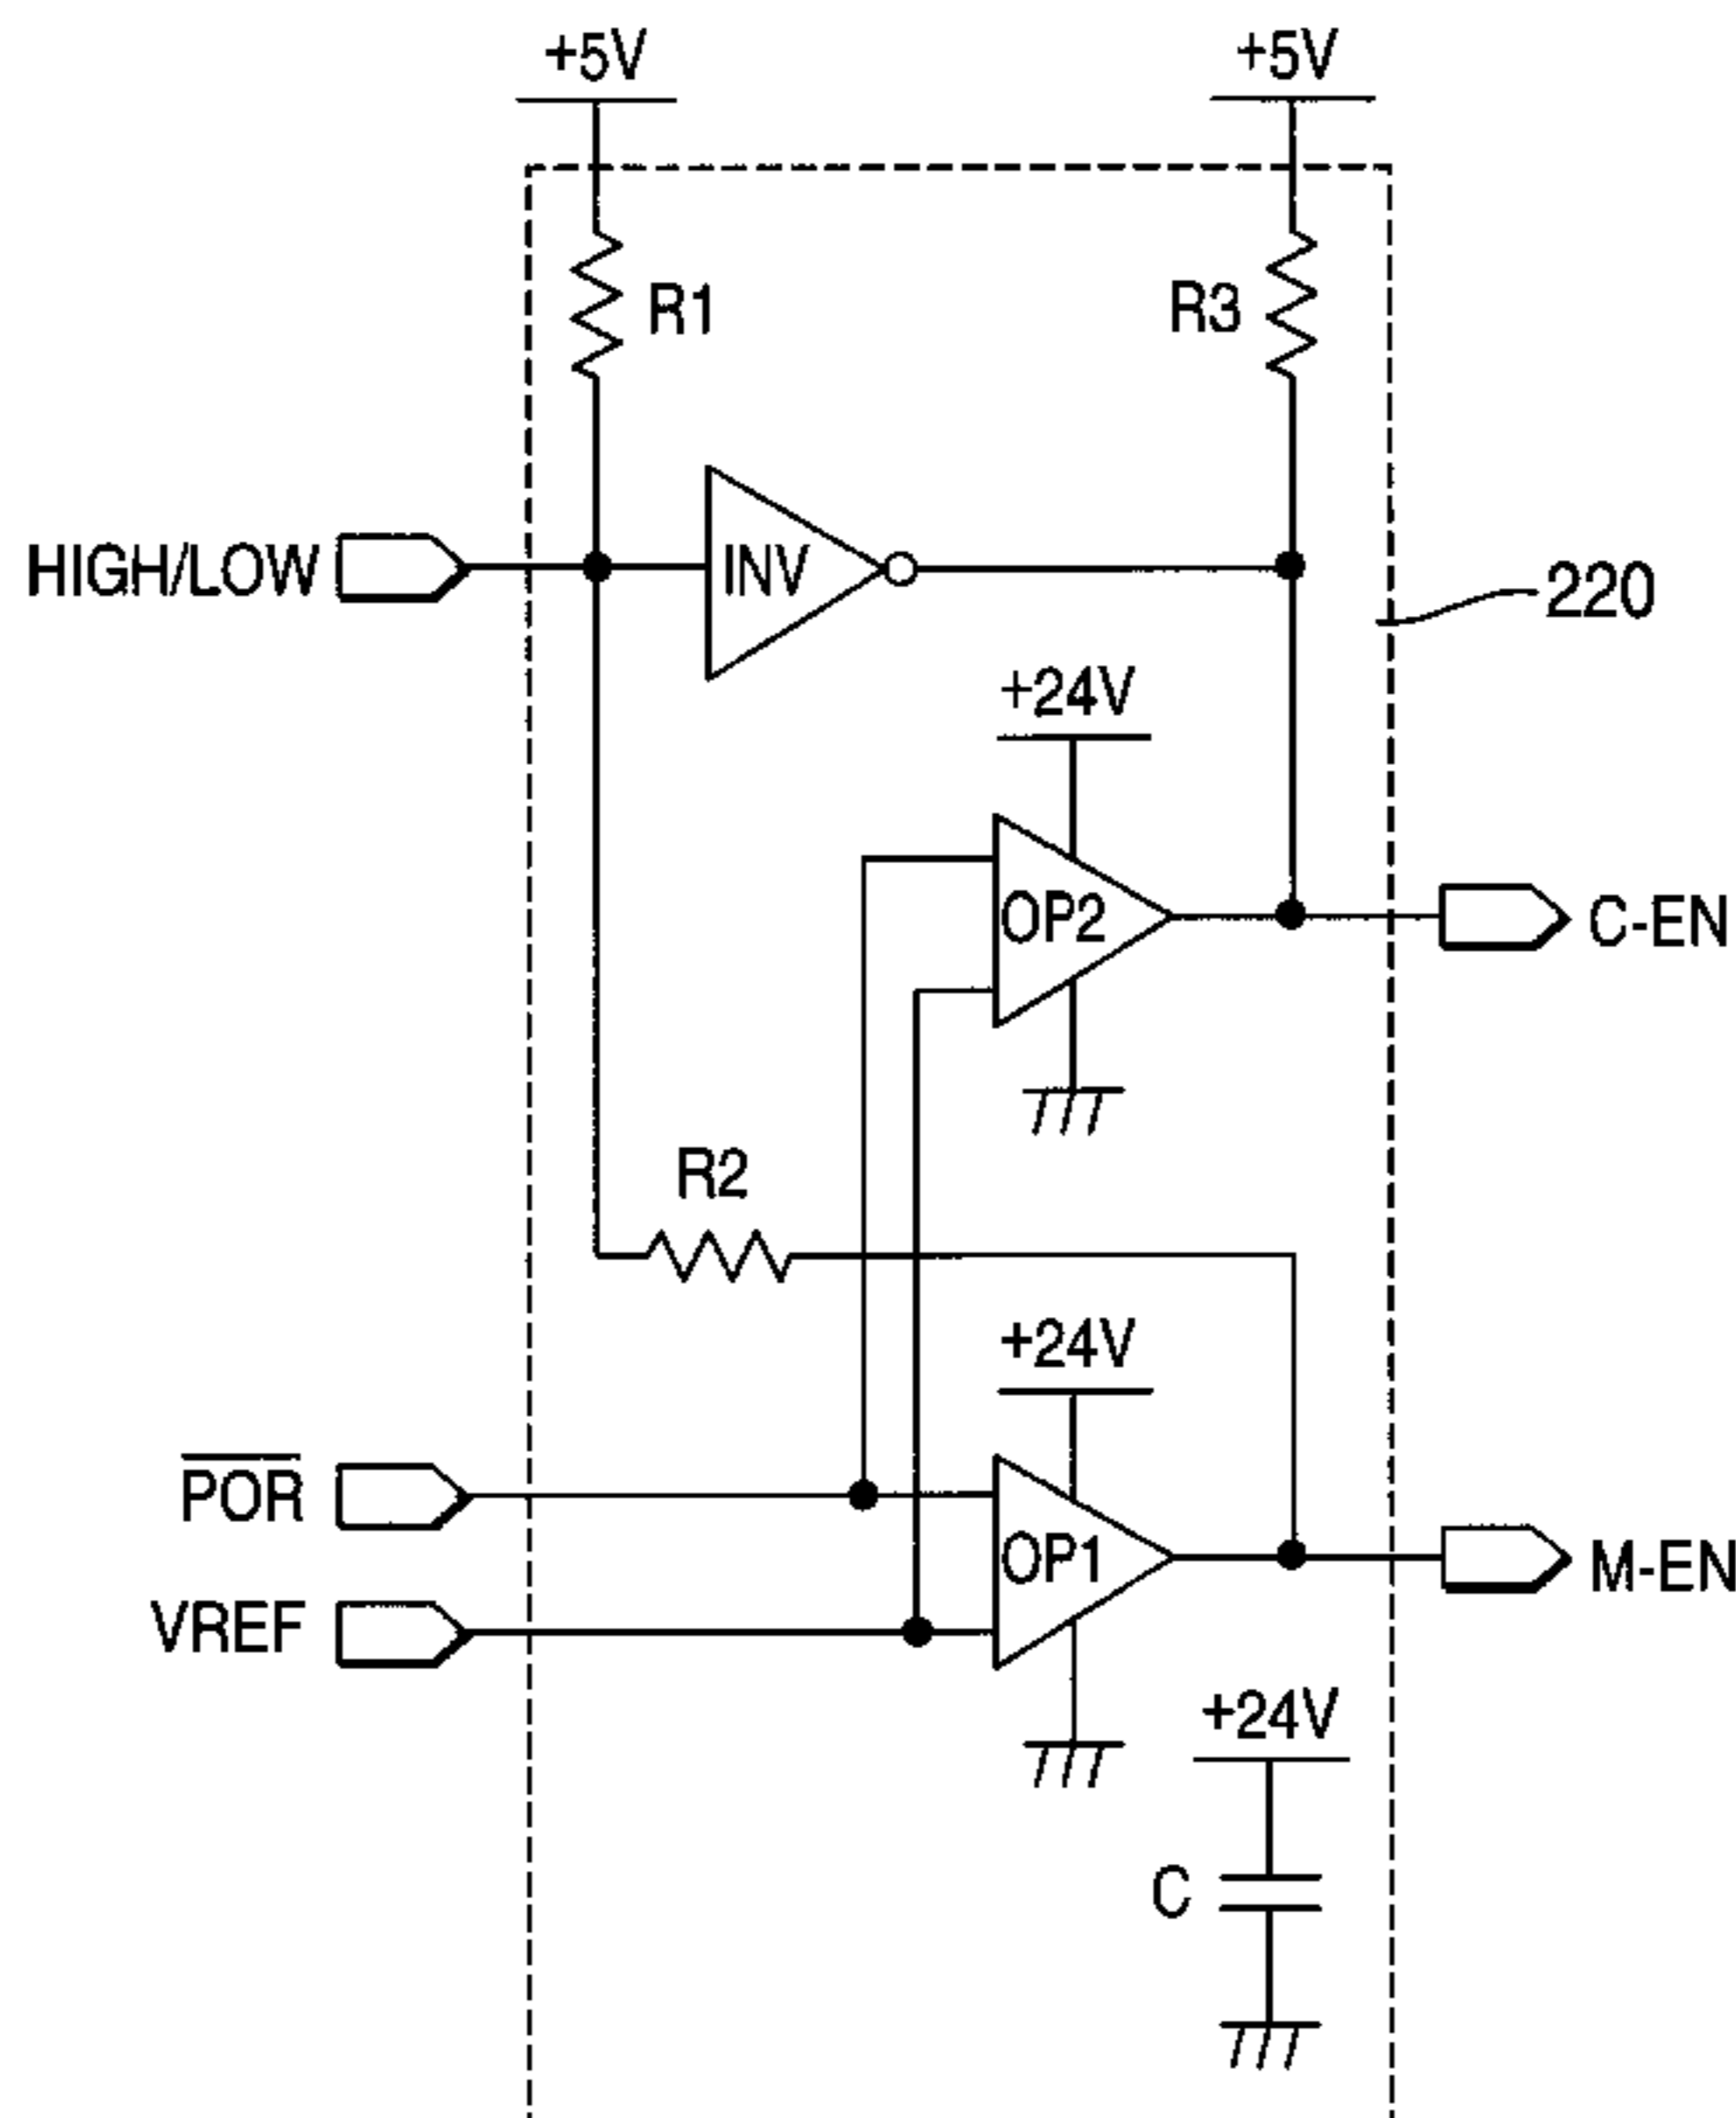 +5V
+5V
R1
R3
HIGH/LOW
INV
220
+24V
OP2
C-EN
R2
+24V
POR
OP1
M-EN
VREF
+24V
C